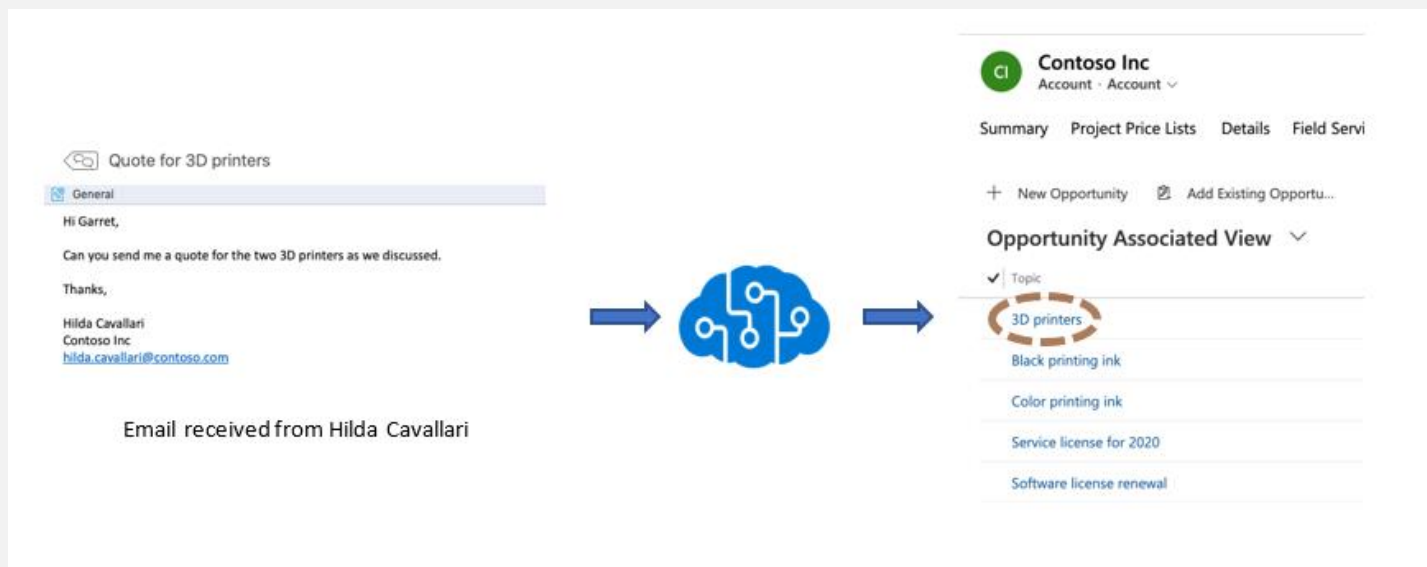 Quote for 3D printers
General
Hi Garret,
Can you send me a quote for the two 3D printers as we discussed.
Thanks,
Hilda Cavallari
Contoso Inc
hilda.cavallari@contoso.com
Email received from Hilda Cavallari
CI
Contoso Inc
Account · Account
Summary Project Price Lists Details Field Servi
+ New Opportunity Add Existing Opportu...
Opportunity Associated View
Topic
3D printers
Black printing ink
Color printing ink
Service license for 2020
Software license renewal